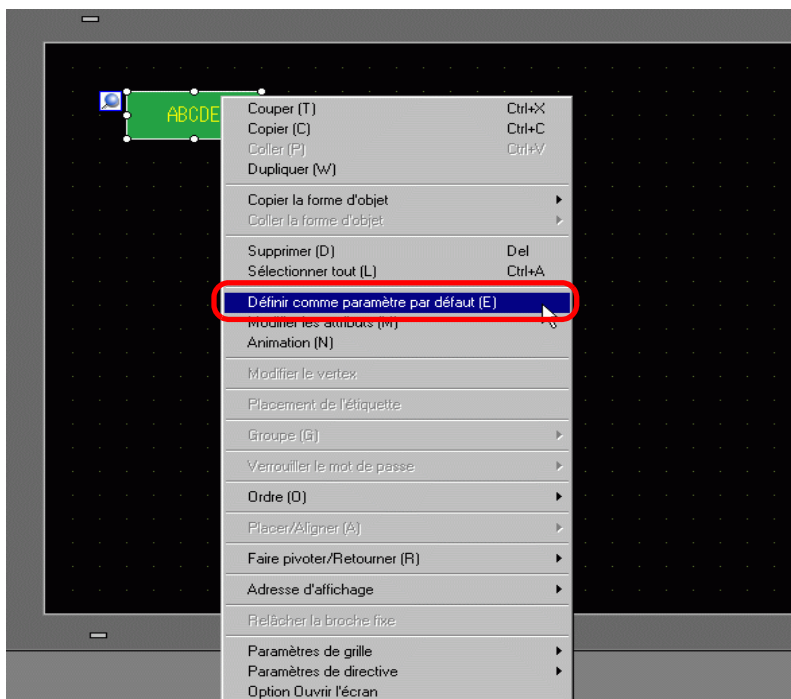 ABCDE
Couper (T) Ctrl+X
Copier (C) Ctrl+C
Coller (P) Ctrl+V
Dupliquer (W)
Copier la forme d'objet
Coller la forme d'objet
Supprimer (D) Del
Sélectionner tout (L) Ctrl+A
Définir comme paramètre par défaut (E)
Modifier les attributs (M)
Animation (N)
Modifier le vertex
Placement de l'étiquette
Groupe (G)
Verrouiller le mot de passe
Ordre (O)
Placer/Aligner (A)
Faire pivoter/Retourner (R)
Adresse d'affichage
Relâcher la broche fixe
Paramètres de grille
Paramètres de directive
Option Ouvrir l'écran